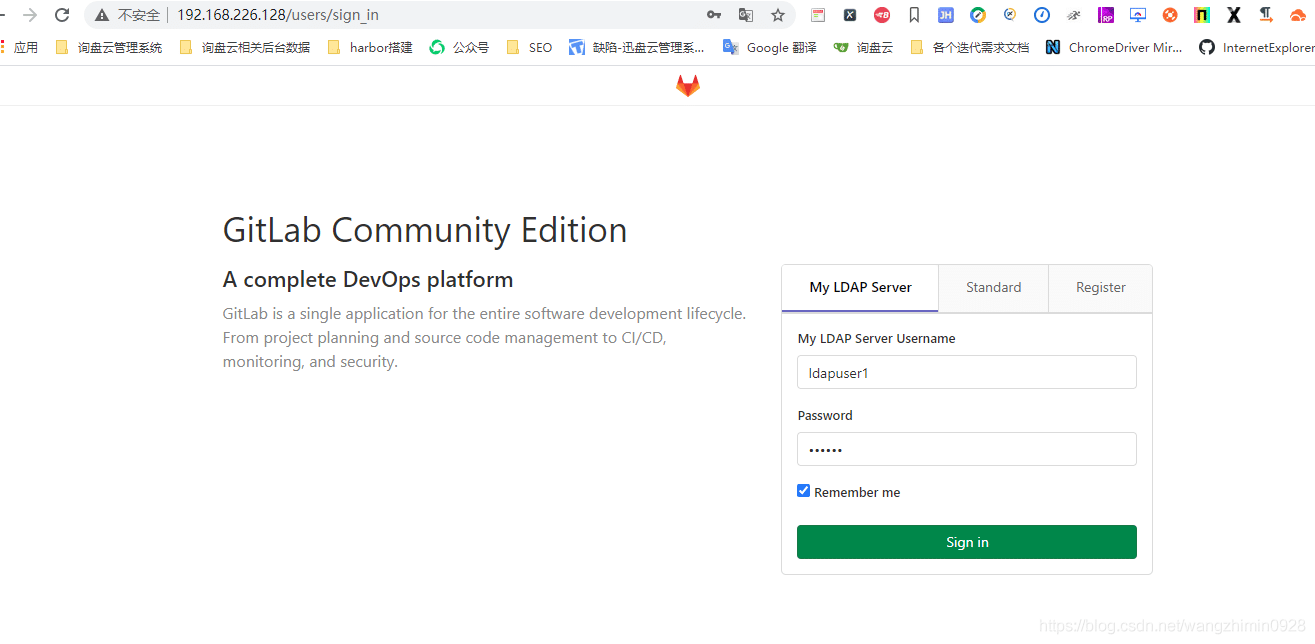 不安全 192.168.226.128/users/sign_in
应用 询盘云管理系统 询盘云相关后台数据 harbor搭建 公众号 SEO 缺陷-迅盘云管理系... Google 翻译 询盘云 各个迭代需求文档 ChromeDriver Mir... InternetExplorer
GitLab Community Edition
A complete DevOps platform
GitLab is a single application for the entire software development lifecycle.
From project planning and source code management to CI/CD,
monitoring, and security.
My LDAP Server Standard Register
My LDAP Server Username
ldapuser1
Password
••••••
Remember me
Sign in
https://blog.csdn.net/wangzhimin0928